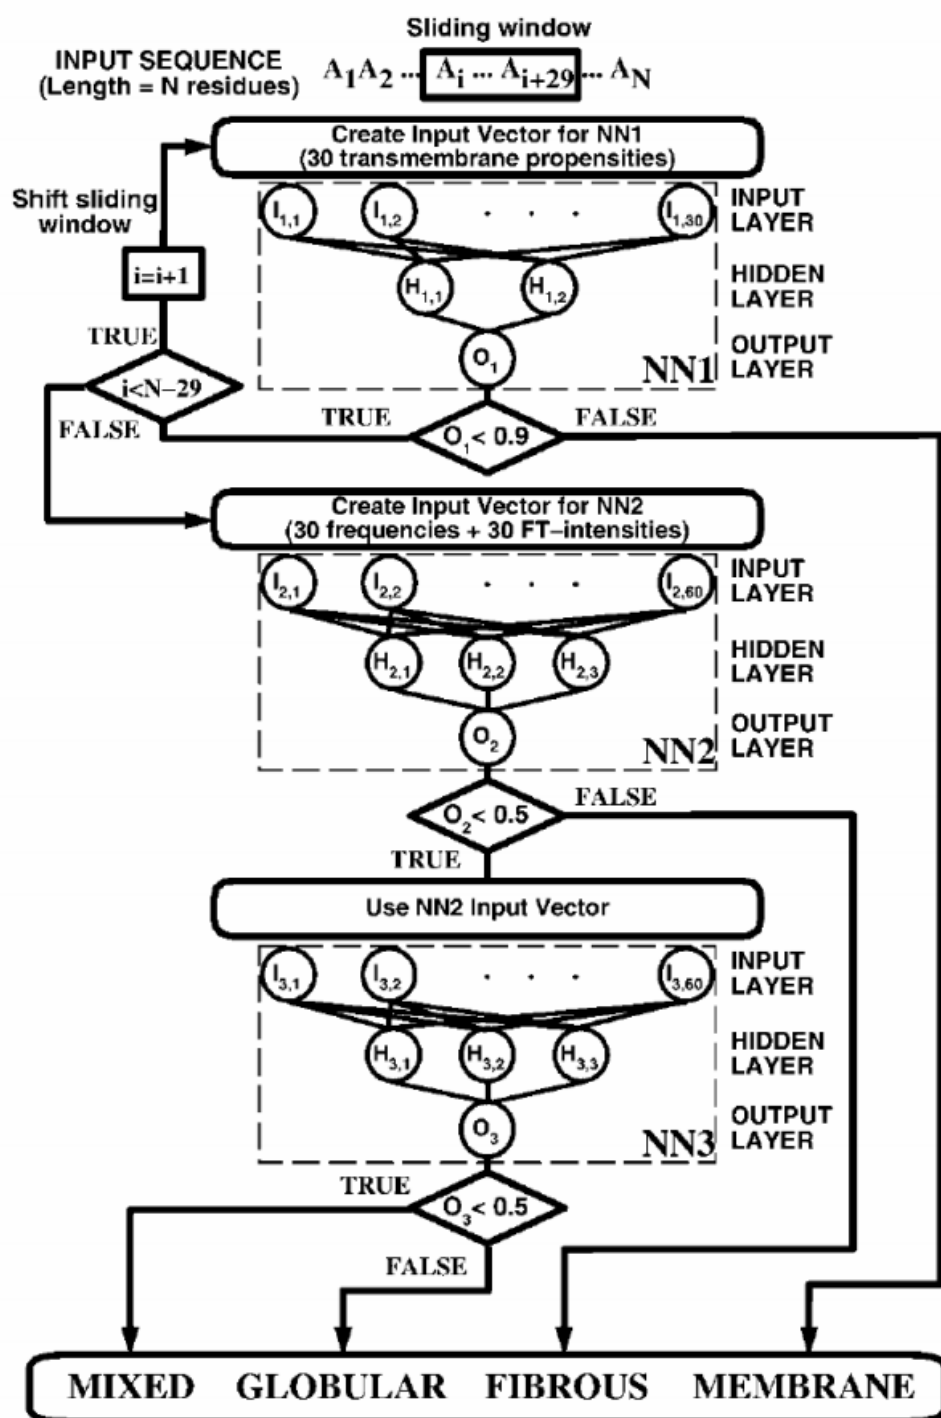 Sliding window
INPUT SEQUENCE
(Length = N residues)
A1A2 ... Ai ... Ai+29 ... AN
Create Input Vector for NN1
(30 transmembrane propensities)
Shift sliding
window
i=i+1
TRUE
i<N−29
FALSE
I1,1
I1,2
. . .
I1,30
INPUT
LAYER
H1,1
H1,2
HIDDEN
LAYER
O1
NN1
OUTPUT
LAYER
TRUE
O1< 0.9
FALSE
Create Input Vector for NN2
(30 frequencies + 30 FT−intensities)
I2,1
I2,2
. . .
I2,60
INPUT
LAYER
H2,1
H2,2
H2,3
HIDDEN
LAYER
O2
NN2
OUTPUT
LAYER
O2< 0.5
FALSE
TRUE
Use NN2 Input Vector
I3,1
I3,2
. . .
I3,60
INPUT
LAYER
H3,1
H3,2
H3,3
HIDDEN
LAYER
O3
NN3
OUTPUT
LAYER
TRUE
O3< 0.5
FALSE
MIXED GLOBULAR FIBROUS MEMBRANE